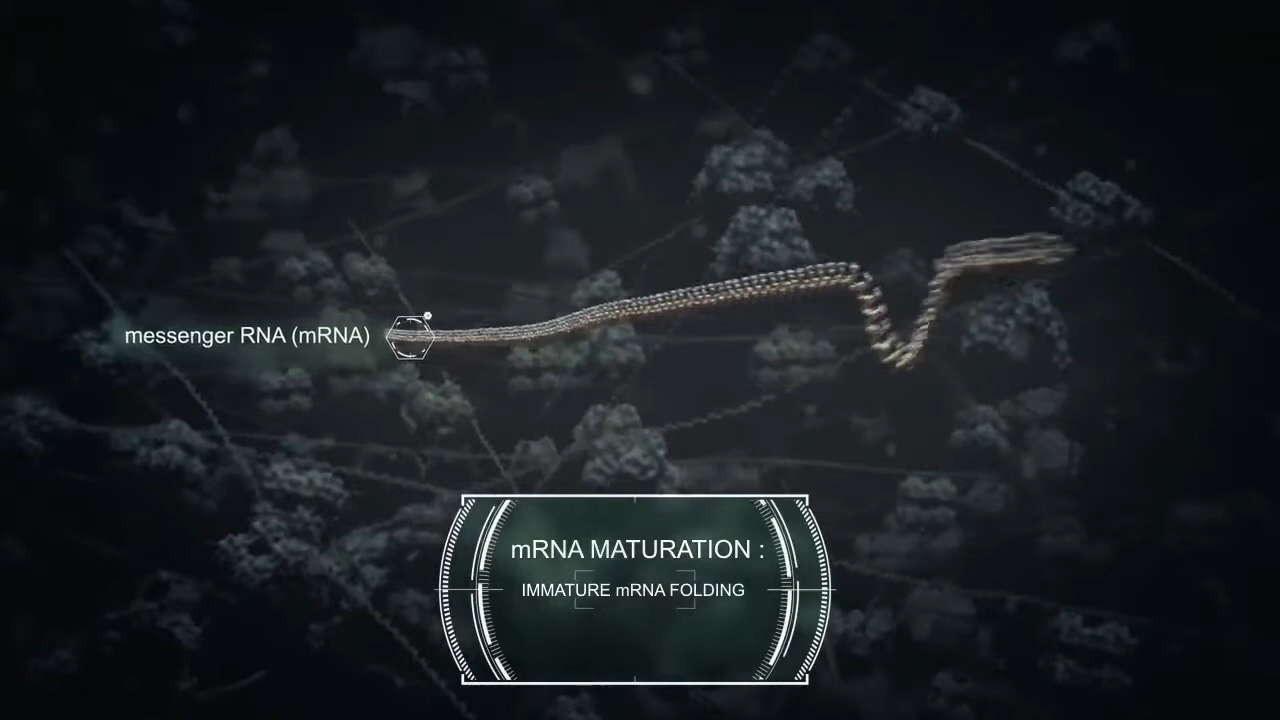 messenger RNA (mRNA)
mRNA MATURATION :
IMMATURE mRNA FOLDING